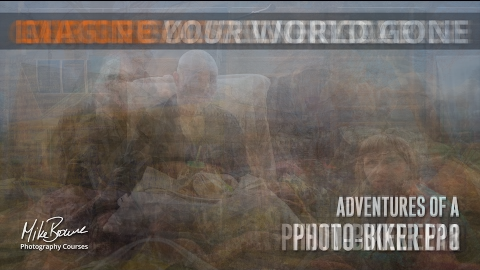 IMAGINE YOUR WORLD GONE
ADVENTURES OF A
PHOTO-BIKER EP8
Mike Browne
Photography Courses